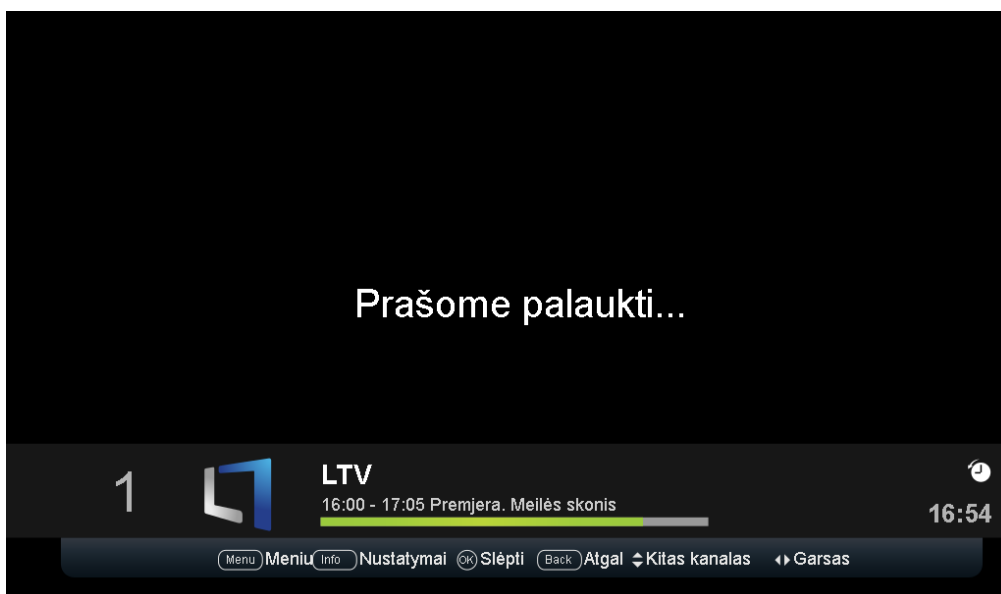 Prašome palaukti...
1
LTV
16:00 - 17:05 Premjera. Meilės skonis
16:54
Menu Meniu Info Nustatymai OK Slėpti Back Atgal Kitas kanalas Garsas